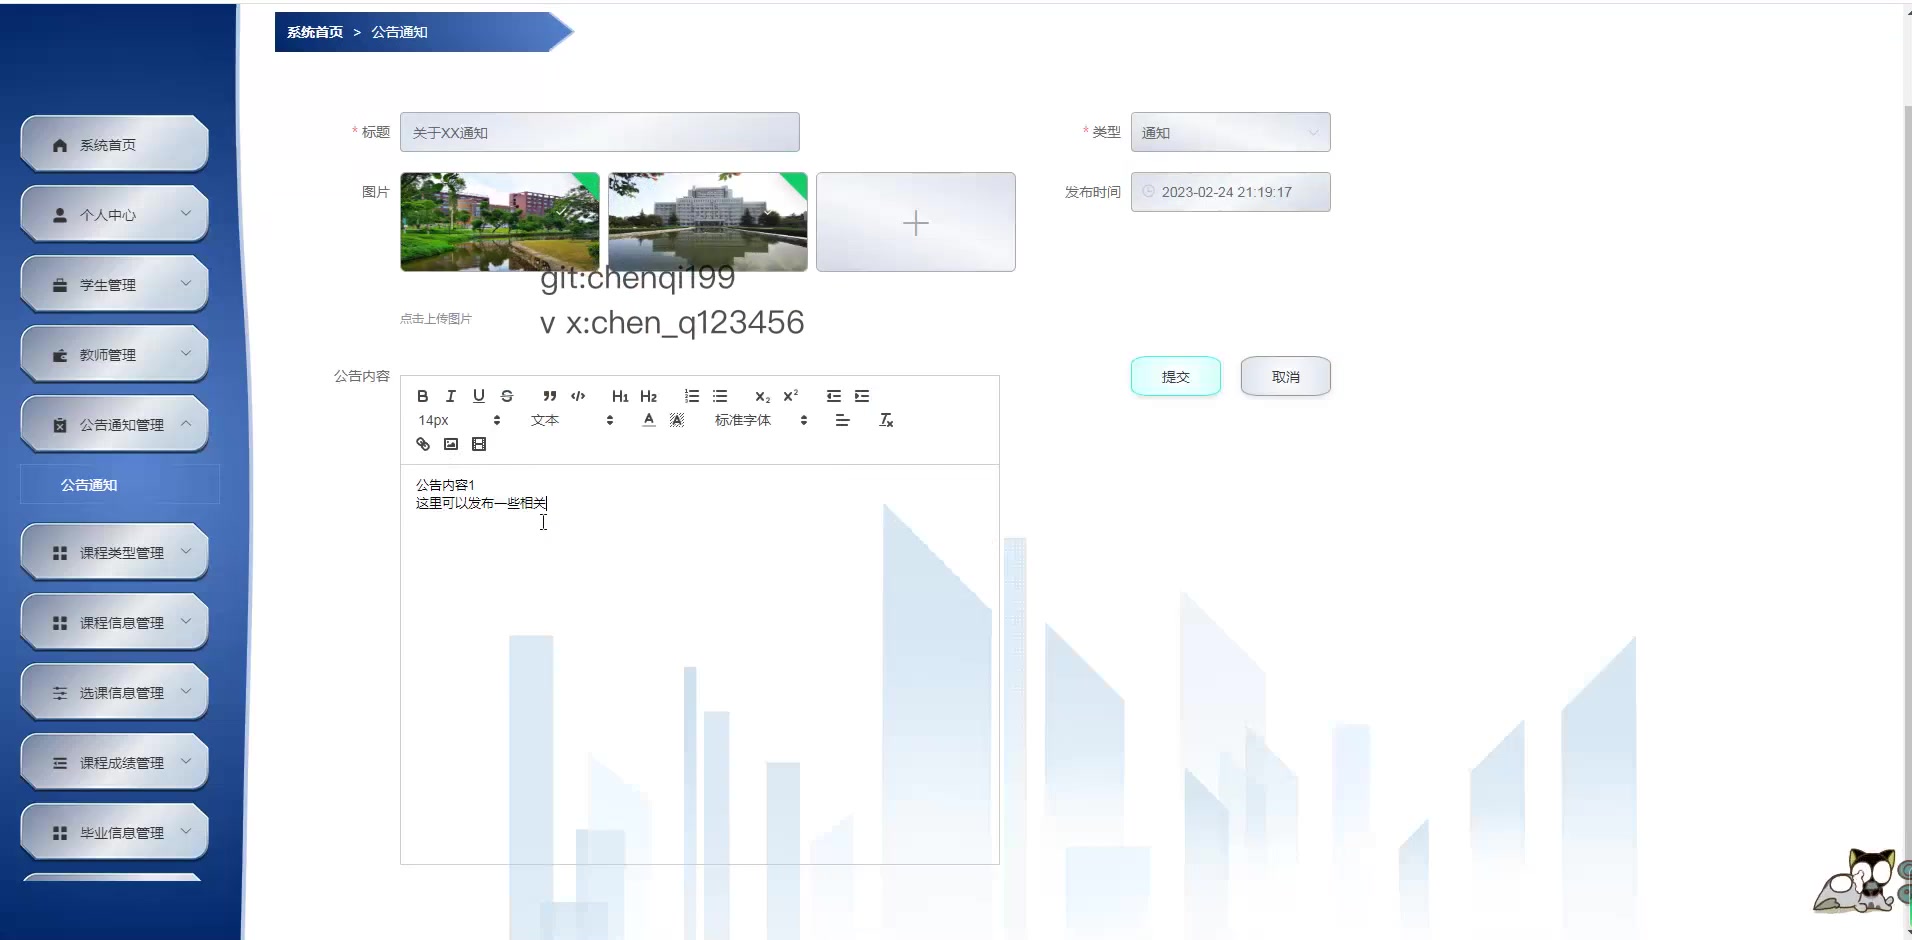 系统首页 > 公告通知
系统首页
个人中心
学生管理
教师管理
公告通知管理
公告通知
课程类型管理
课程信息管理
选课信息管理
课程成绩管理
毕业信息管理
* 标题
关于XX通知
* 类型
通知
图片
发布时间
2023-02-24 21:19:17
git:chenqi199
点击上传图片
v x:chen_q123456
提交
取消
公告内容
B I U S H1 H2 X₂ X²
14px 文本 A A 标准字体 Tx
公告内容1
这里可以发布一些相关